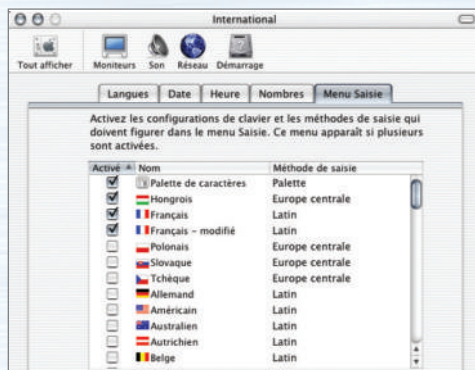 International
Tout afficher Moniteurs Son Réseau Démarrage
Langues Date Heure Nombres Menu Saisie
Activez les configurations de clavier et les méthodes de saisie qui
doivent figurer dans le menu Saisie. Ce menu apparaît si plusieurs
sont activées.
Activé Nom Méthode de saisie
Palette de caractères Palette
Hongrois Europe centrale
Français Latin
Français – modifié Latin
Polonais Europe centrale
Slovaque Europe centrale
Tchèque Europe centrale
Allemand Latin
Américain Latin
Australien Latin
Autrichien Latin
Belge Latin